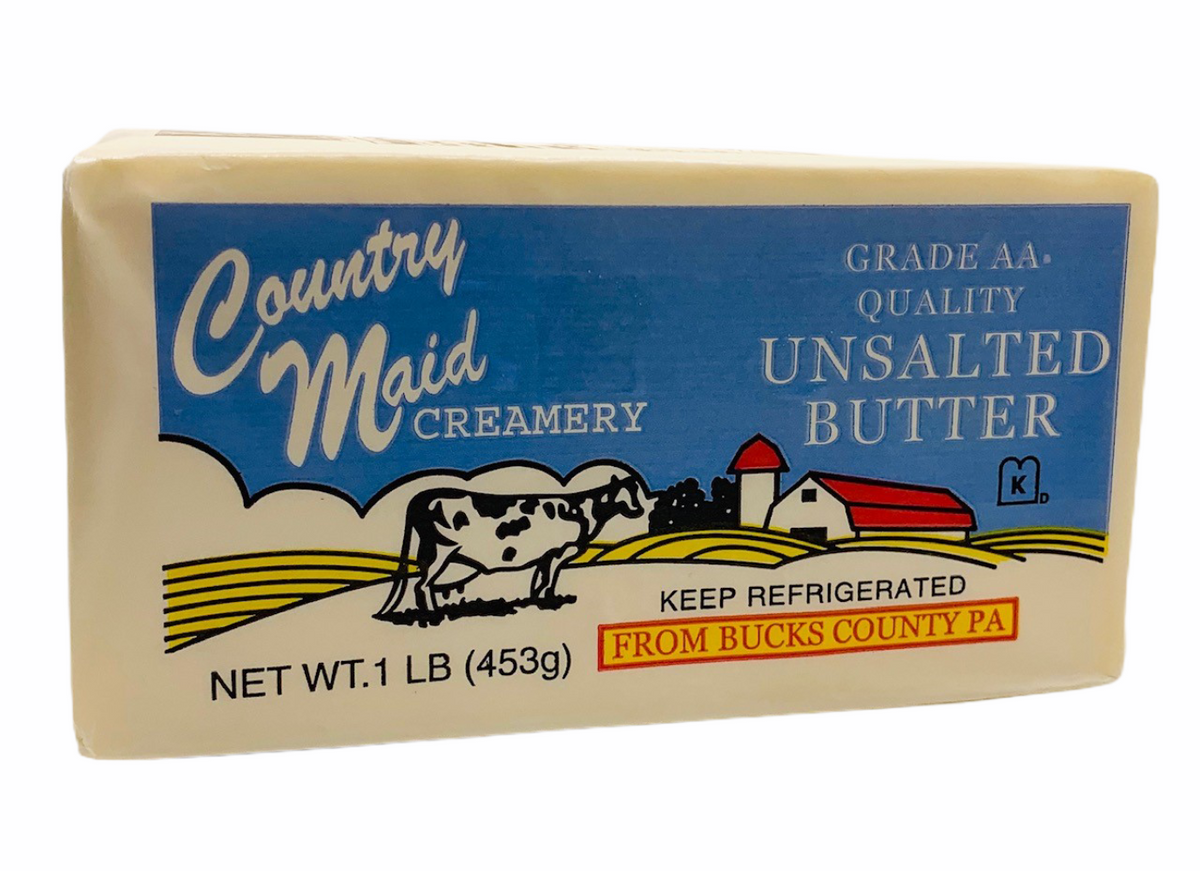 Country
Maid
CREAMERY
GRADE AA
QUALITY
UNSALTED
BUTTER
K
D
KEEP REFRIGERATED
FROM BUCKS COUNTY PA
NET WT.1 LB (453g)